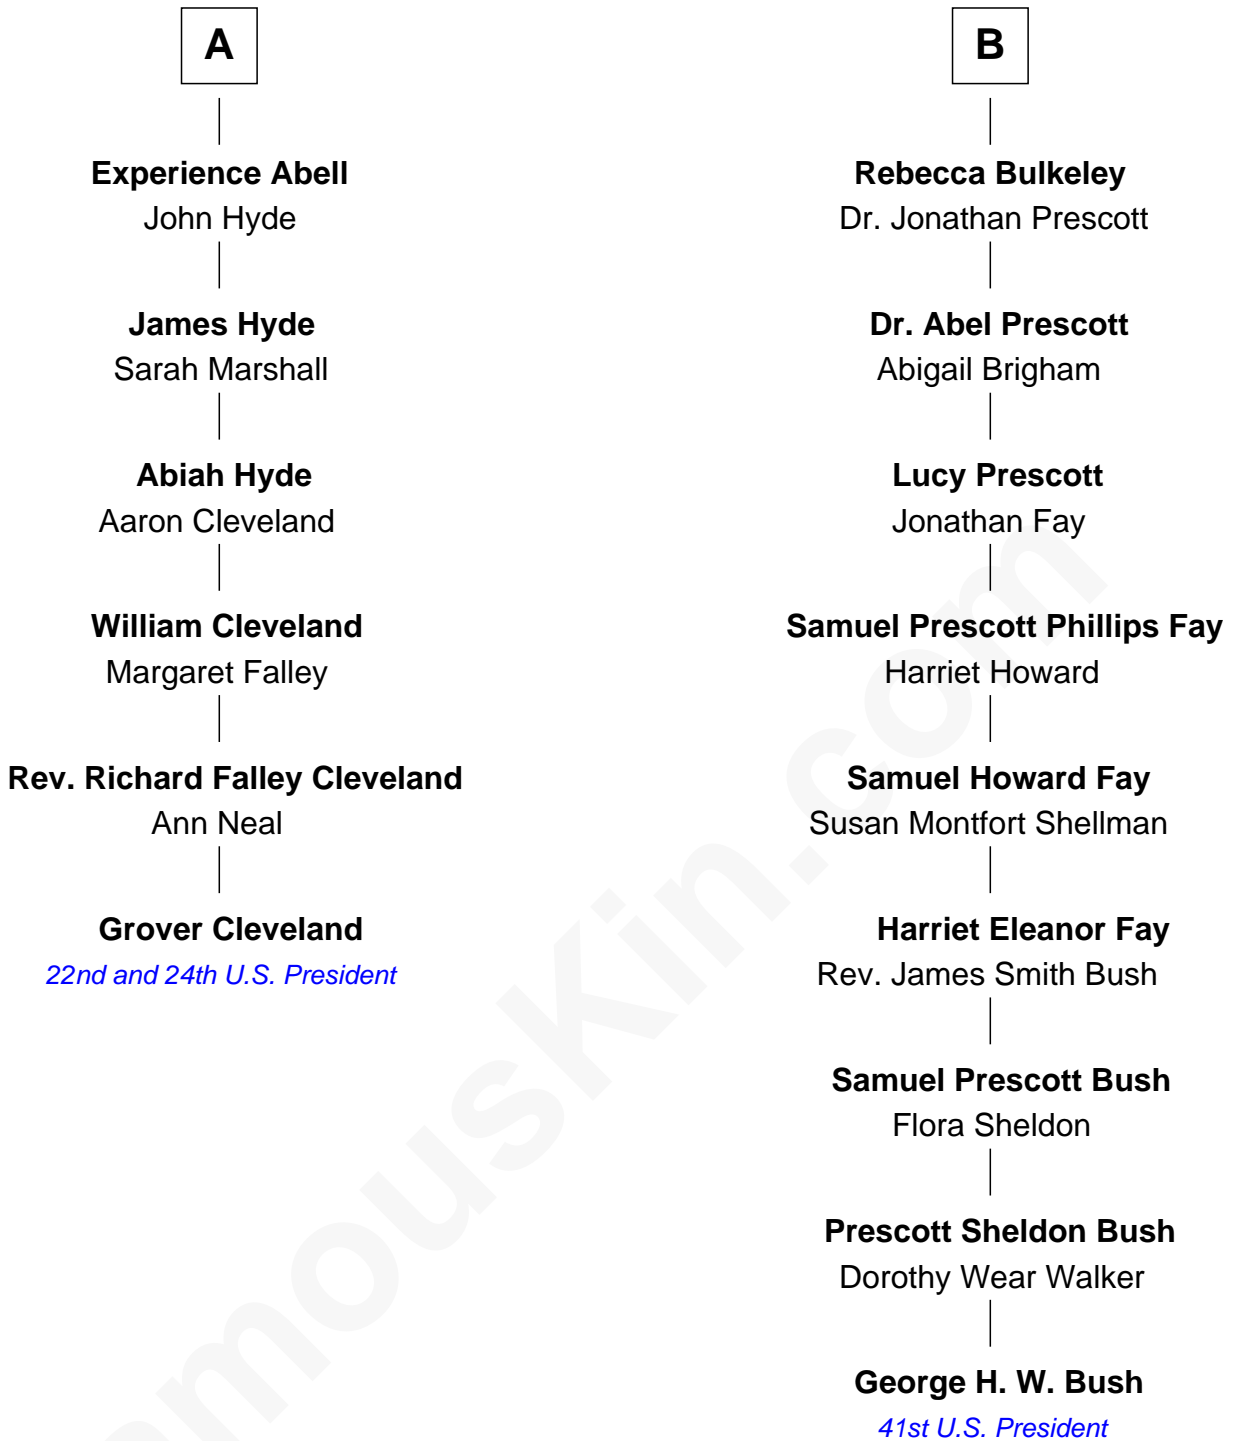 A
Experience Abell
John Hyde
James Hyde
Sarah Marshall
Abiah Hyde
Aaron Cleveland
William Cleveland
Margaret Falley
Rev. Richard Falley Cleveland
Ann Neal
Grover Cleveland
22nd and 24th U.S. President
B
Rebecca Bulkeley
Dr. Jonathan Prescott
Dr. Abel Prescott
Abigail Brigham
Lucy Prescott
Jonathan Fay
Samuel Prescott Phillips Fay
Harriet Howard
Samuel Howard Fay
Susan Montfort Shellman
Harriet Eleanor Fay
Rev. James Smith Bush
Samuel Prescott Bush
Flora Sheldon
Prescott Sheldon Bush
Dorothy Wear Walker
George H. W. Bush
41st U.S. President
amousKin.com